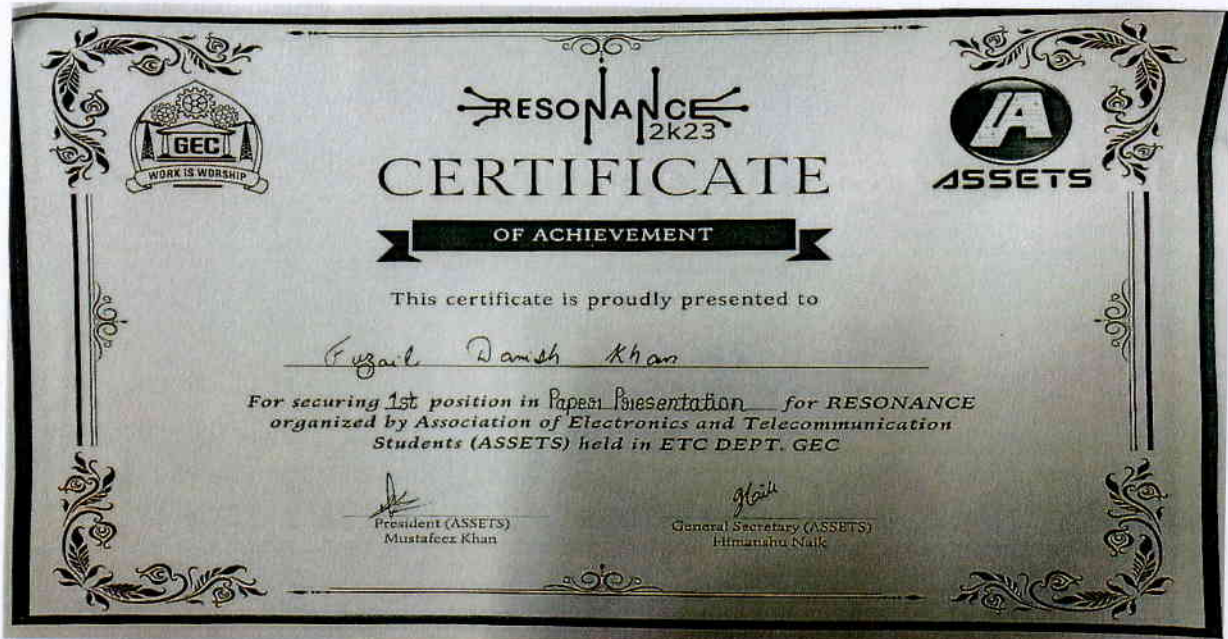 GEC
WORK IS WORSHIP
RESONANCE
2k23
ASSETS
CERTIFICATE
OF ACHIEVEMENT
This certificate is proudly presented to
Fuzail Danish Khan
For securing 1st position in Paper Presentation for RESONANCE
organized by Association of Electronics and Telecommunication
Students (ASSETS) held in ETC DEPT. GEC
President (ASSETS)
Mustafeez Khan
General Secretary (ASSETS)
Himanshu Naik